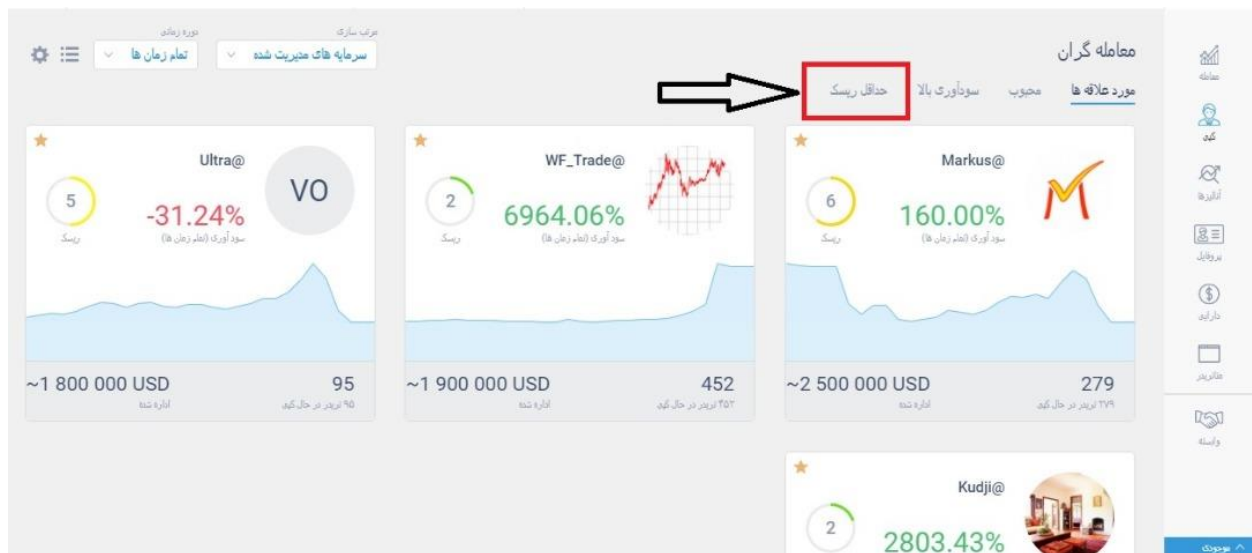 مرتب سازی
دوره زمانی
سرمایه های مدیریت شده
تمام زمان ها
معامله گران
مورد علاقه ها
محبوب
سودآوری بالا
حداقل ریسک
@Markus
160.00%
سود آوری (تمام زمان ها)
6
ریسک
279
۲۷۹ تریدر در حال کپی
~2 500 000 USD
اداره شده
@WF_Trade
6964.06%
سود آوری (تمام زمان ها)
2
ریسک
452
۴۵۲ تریدر در حال کپی
~1 900 000 USD
اداره شده
@Ultra
VO
-31.24%
سود آوری (تمام زمان ها)
5
ریسک
95
۹۵ تریدر در حال کپی
~1 800 000 USD
اداره شده
@Kudji
2803.43%
2
معامله
کپی
آنالیزها
پروفایل
دارایی
متاتریدر
وابسته
موجودی